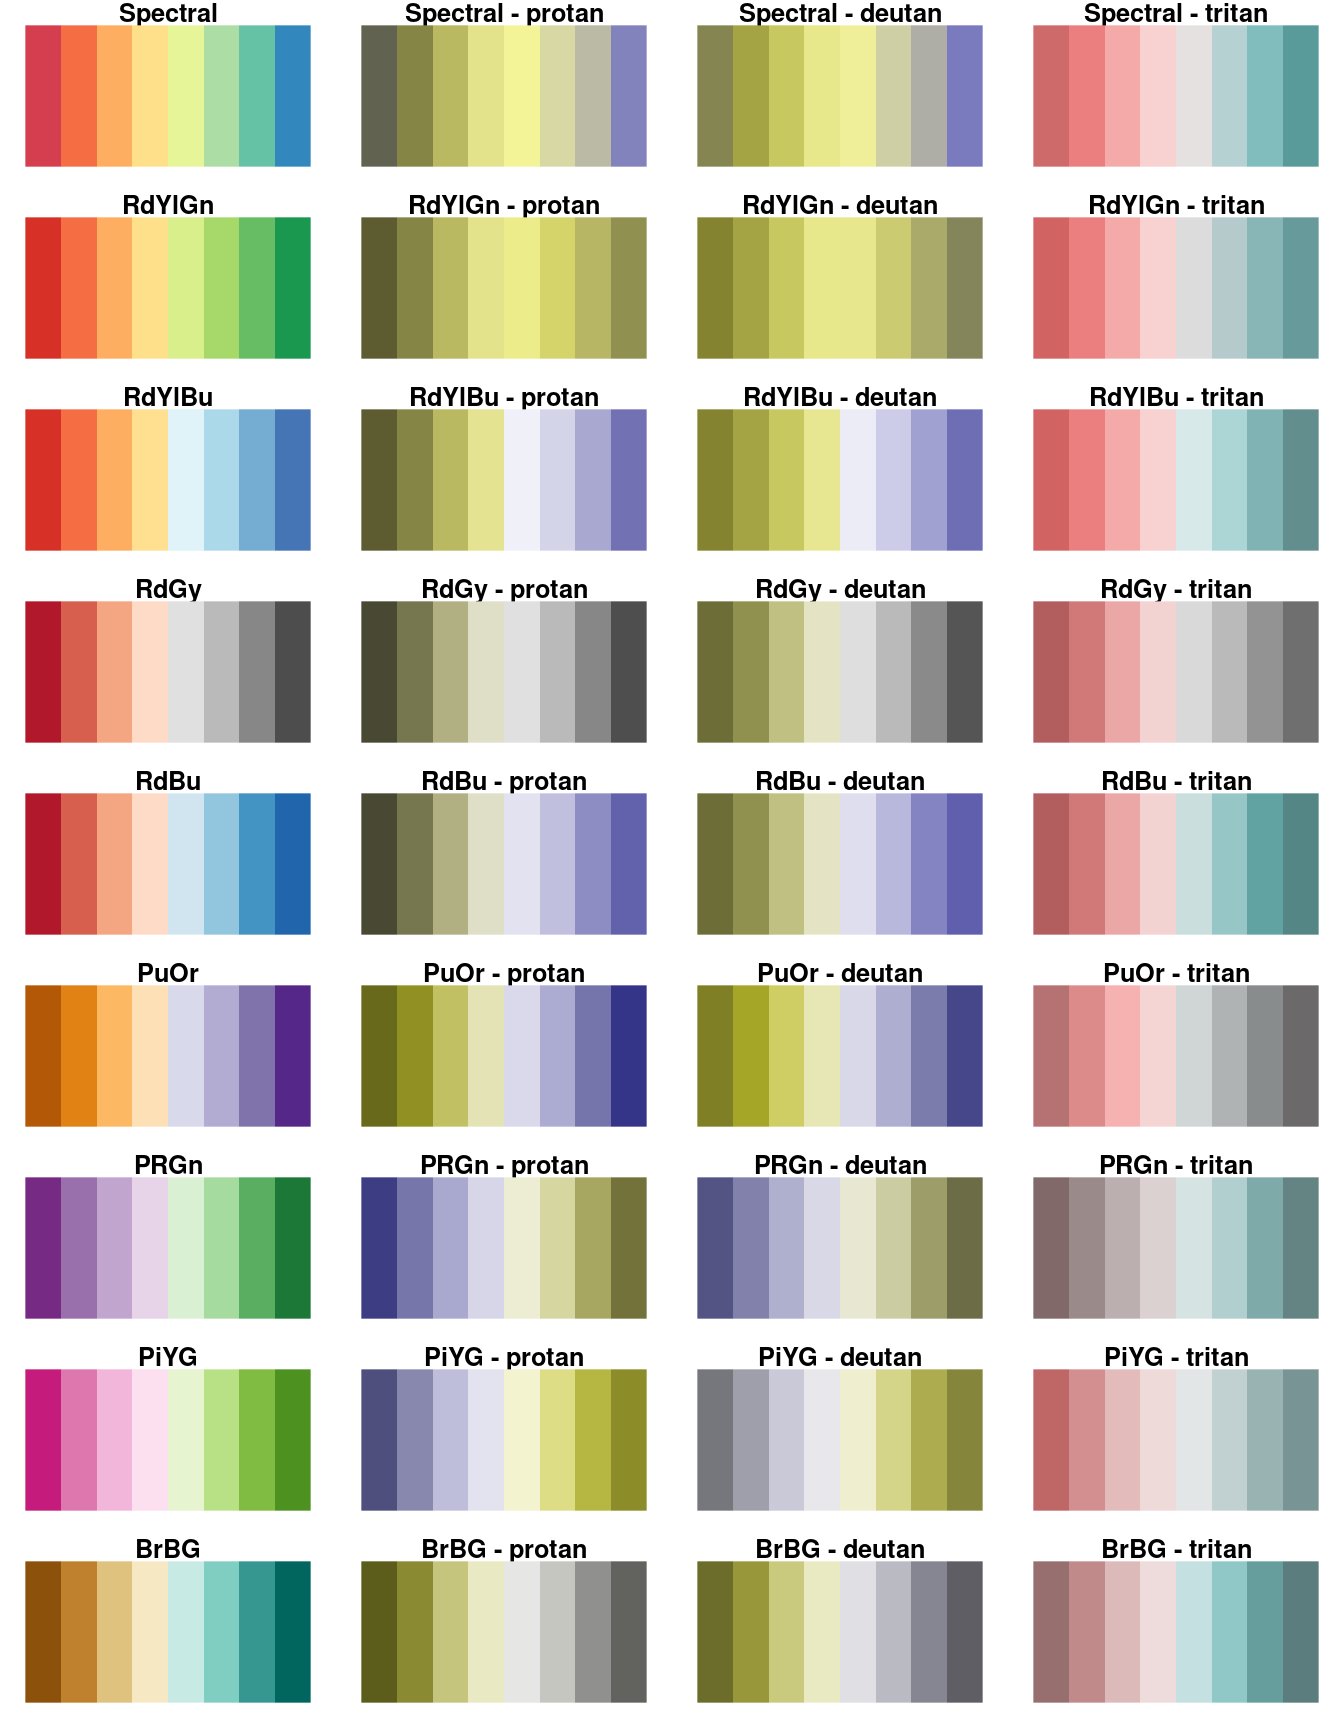 Spectral Spectral - protan Spectral - deutan Spectral - tritan
RdYlGn RdYlGn - protan RdYlGn - deutan RdYlGn - tritan
RdYlBu RdYlBu - protan RdYlBu - deutan RdYlBu - tritan
RdGy RdGy - protan RdGy - deutan RdGy - tritan
RdBu RdBu - protan RdBu - deutan RdBu - tritan
PuOr PuOr - protan PuOr - deutan PuOr - tritan
PRGn PRGn - protan PRGn - deutan PRGn - tritan
PiYG PiYG - protan PiYG - deutan PiYG - tritan
BrBG BrBG - protan BrBG - deutan BrBG - tritan